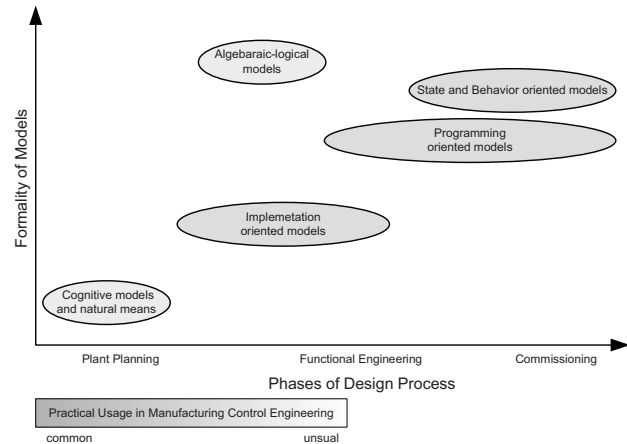 Algebaraic-logical
models
State and Behavior oriented models
Programming
oriented models
Implemetation
oriented models
Cognitive models
and natural means
Formality of Models
Plant Planning
Functional Engineering
Commissioning
Phases of Design Process
Practical Usage in Manufacturing Control Engineering
common
unsual